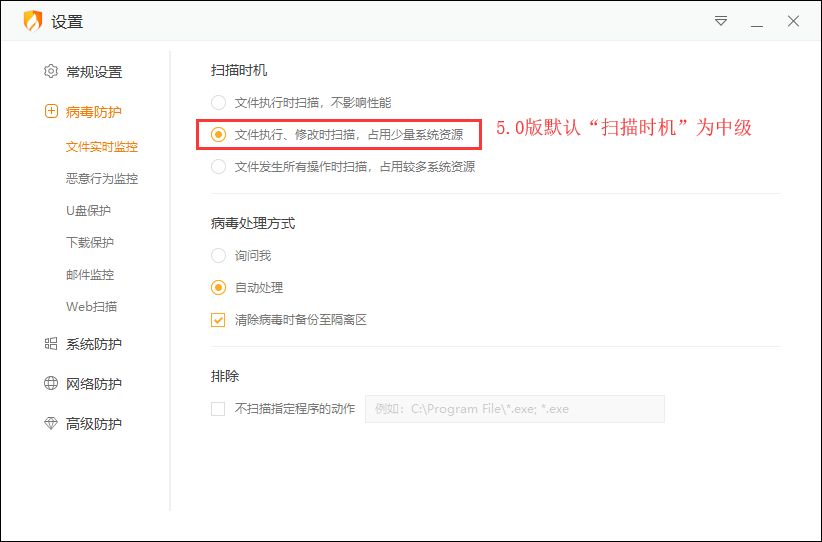 设置
常规设置
病毒防护
文件实时监控
恶意行为监控
U盘保护
下载保护
邮件监控
Web扫描
系统防护
网络防护
高级防护
扫描时机
文件执行时扫描，不影响性能
文件执行、修改时扫描，占用少量系统资源
5.0版默认“扫描时机”为中级
文件发生所有操作时扫描，占用较多系统资源
病毒处理方式
询问我
自动处理
清除病毒时备份至隔离区
排除
不扫描指定程序的动作
例如：C:\Program File\*.exe; *.exe